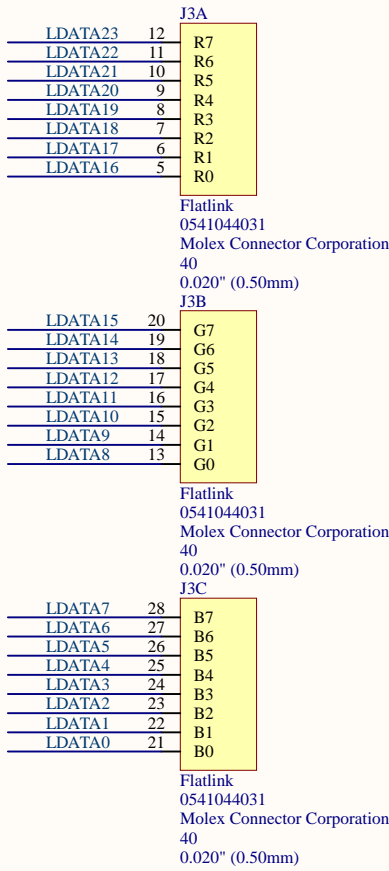 J3A
LDATA23 12 R7
LDATA22 11 R6
LDATA21 10 R5
LDATA20 9 R4
LDATA19 8 R3
LDATA18 7 R2
LDATA17 6 R1
LDATA16 5 R0
Flatlink
0541044031
Molex Connector Corporation
40
0.020" (0.50mm)
J3B
LDATA15 20 G7
LDATA14 19 G6
LDATA13 18 G5
LDATA12 17 G4
LDATA11 16 G3
LDATA10 15 G2
LDATA9 14 G1
LDATA8 13 G0
Flatlink
0541044031
Molex Connector Corporation
40
0.020" (0.50mm)
J3C
LDATA7 28 B7
LDATA6 27 B6
LDATA5 26 B5
LDATA4 25 B4
LDATA3 24 B3
LDATA2 23 B2
LDATA1 22 B1
LDATA0 21 B0
Flatlink
0541044031
Molex Connector Corporation
40
0.020" (0.50mm)